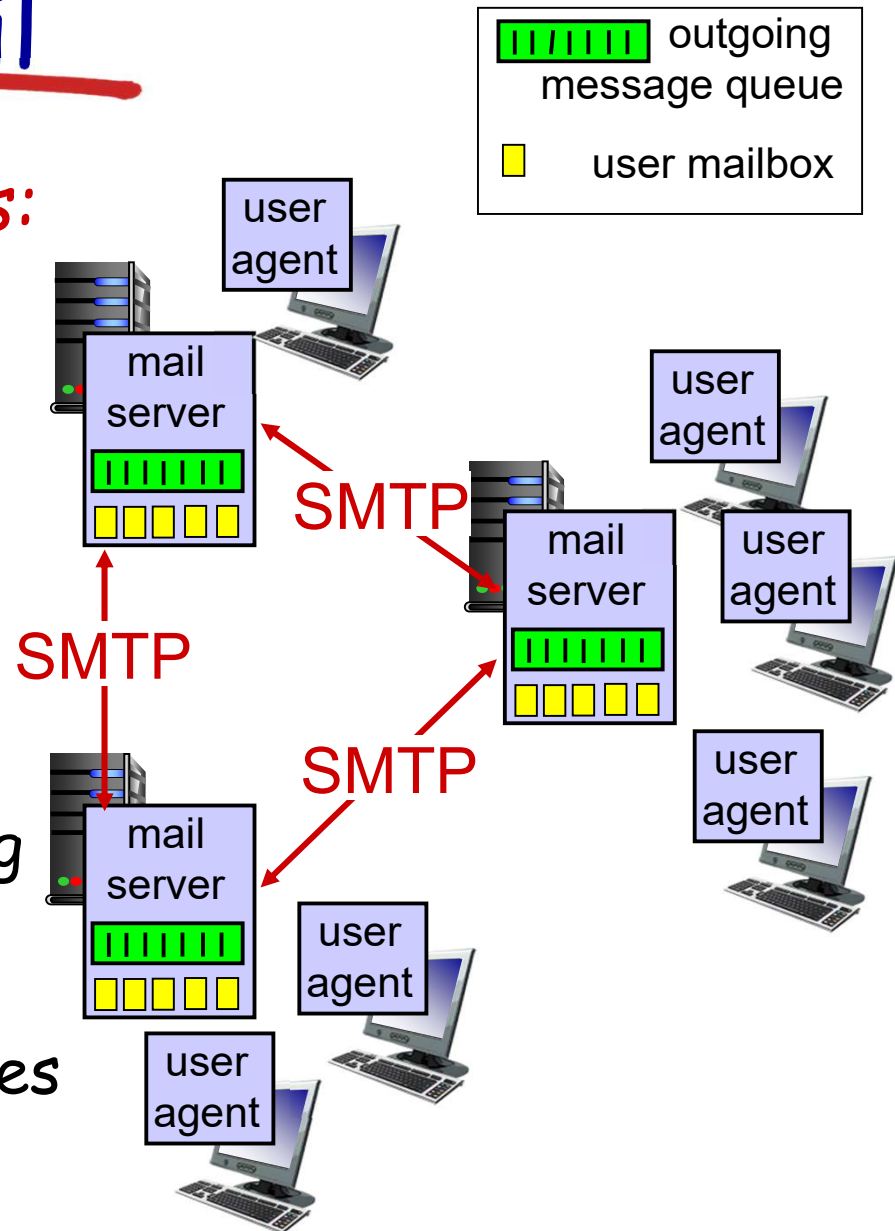 outgoing
message queue
user mailbox
s:
user
agent
mail
server
SMTP
user
agent
mail
server
user
agent
SMTP
SMTP
user
agent
mail
server
g
user
agent
es
user
agent